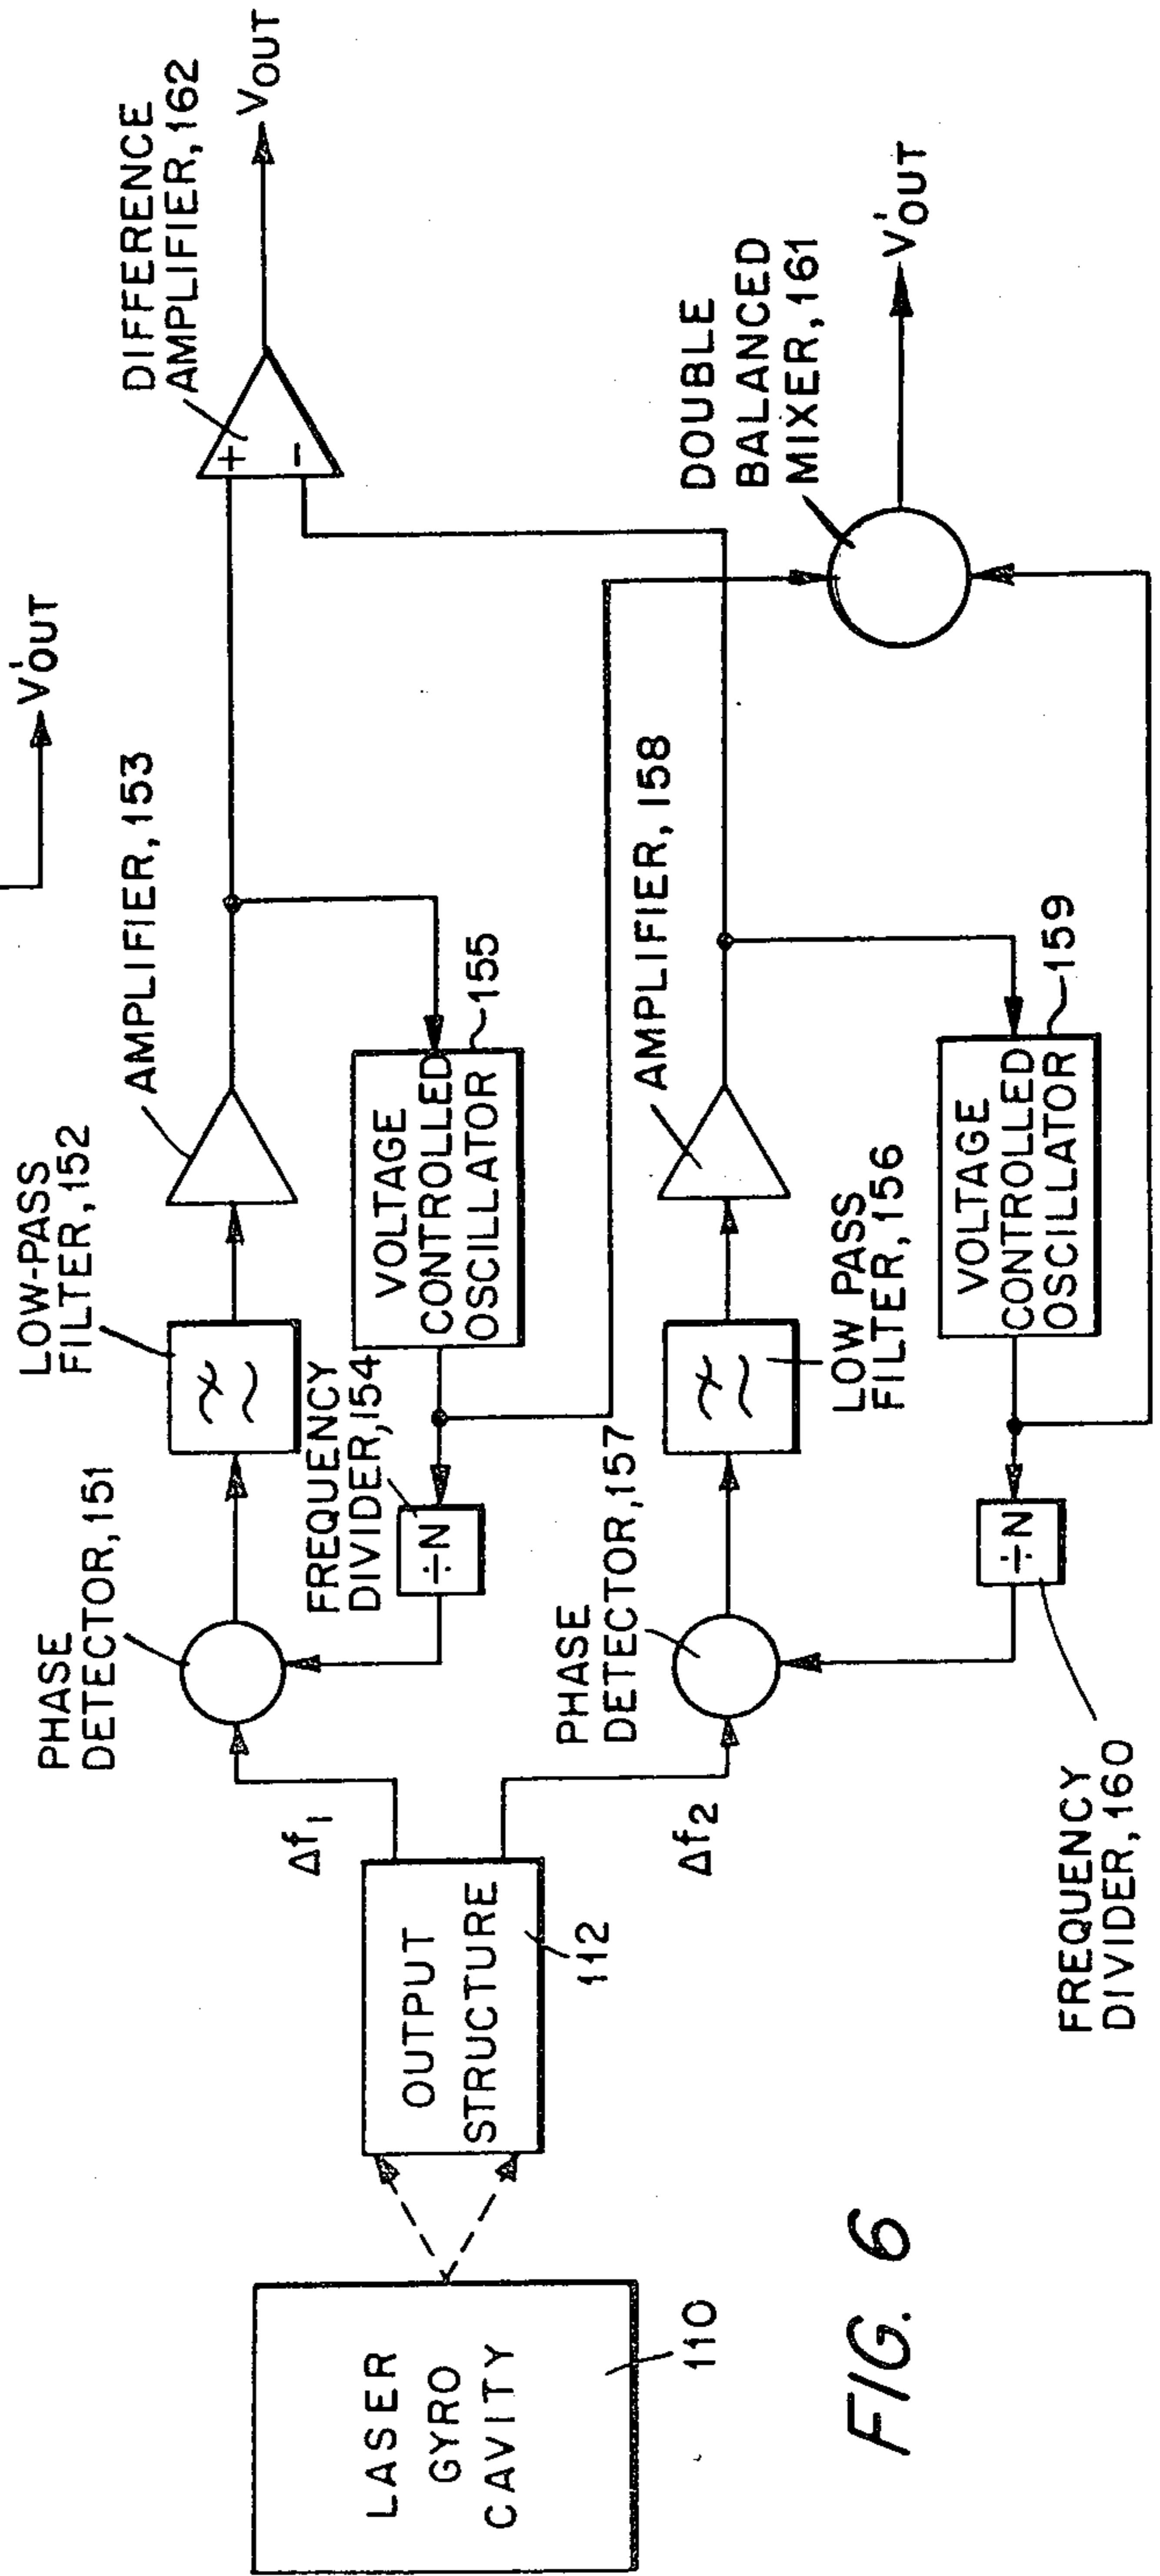 V'OUT
LASER
GYRO
CAVITY
110
OUTPUT
STRUCTURE
112
Δf1
Δf2
PHASE
DETECTOR,151
LOW-PASS
FILTER,152
AMPLIFIER,153
FREQUENCY
DIVIDER,154
÷N
VOLTAGE
CONTROLLED
OSCILLATOR
155
DIFFERENCE
AMPLIFIER,162
+
-
VOUT
PHASE
DETECTOR,157
LOW PASS
FILTER,156
AMPLIFIER,158
FREQUENCY
DIVIDER,160
÷N
VOLTAGE
CONTROLLED
OSCILLATOR
159
DOUBLE
BALANCED
MIXER,161
V'OUT
FIG. 6